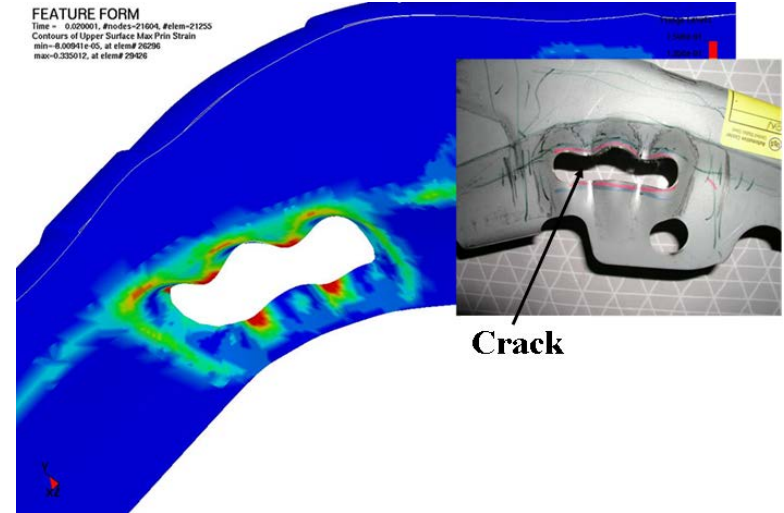 FEATURE FORM
Time = 0.020001, #nodes=21604, #elem=21255
Contours of Upper Surface Max Prin Strain
min=-8.00941e-05, at elem# 26296
max=0.335012, at elem# 29426
Crack
Y
XZ